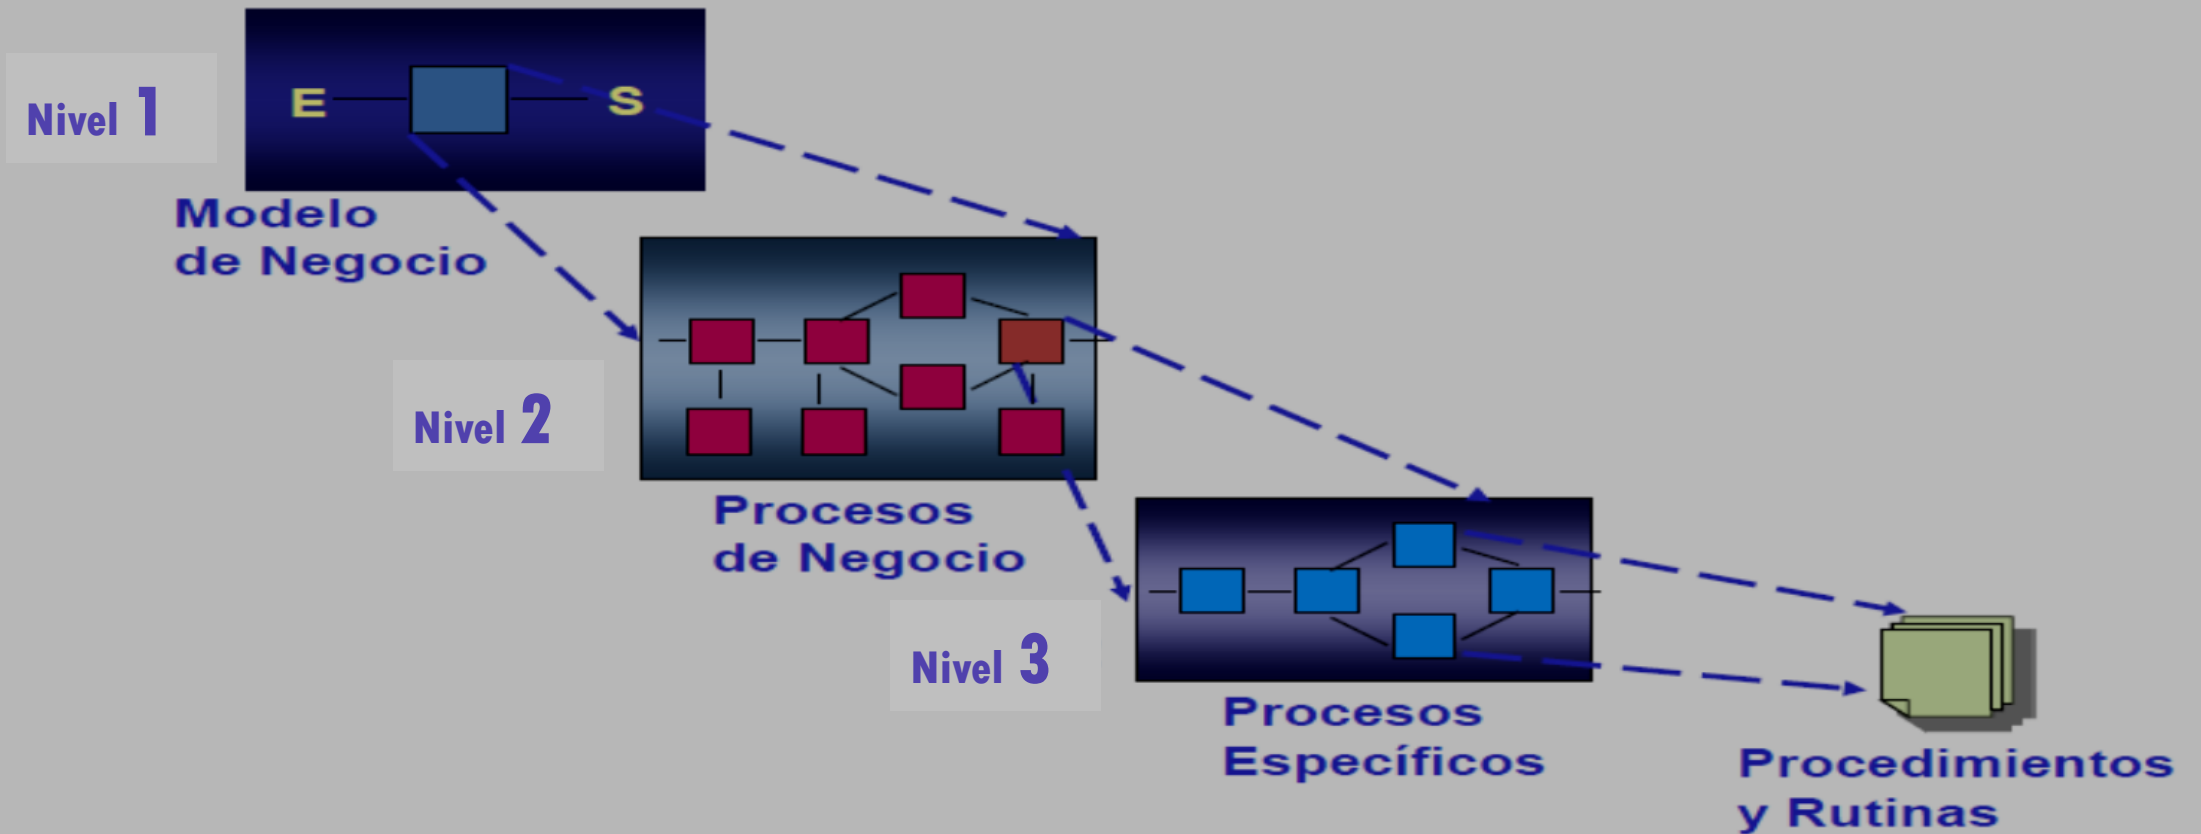 Nivel 1
E S
Modelo
de Negocio
Nivel 2
Procesos
de Negocio
Nivel 3
Procesos
Específicos
Procedimientos
y Rutinas